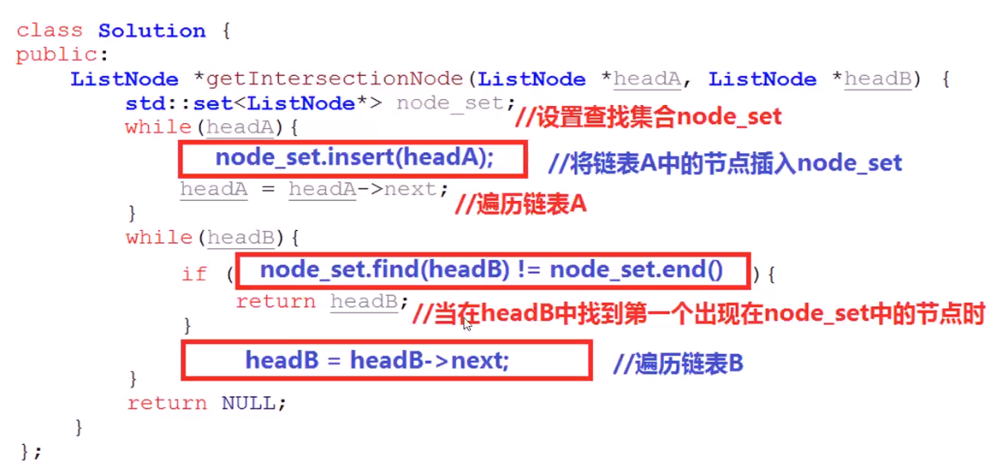 class Solution {
public:
ListNode *getIntersectionNode(ListNode *headA, ListNode *headB) {
std::set<ListNode*> node_set; //设置查找集合node_set
while(headA){
node_set.insert(headA); //将链表A中的节点插入node_set
headA = headA->next; //遍历链表A
}
while(headB){
if ( node_set.find(headB) != node_set.end() ){
return headB; //当在headB中找到第一个出现在node_set中的节点时
}
headB = headB->next; //遍历链表B
}
return NULL;
}
};